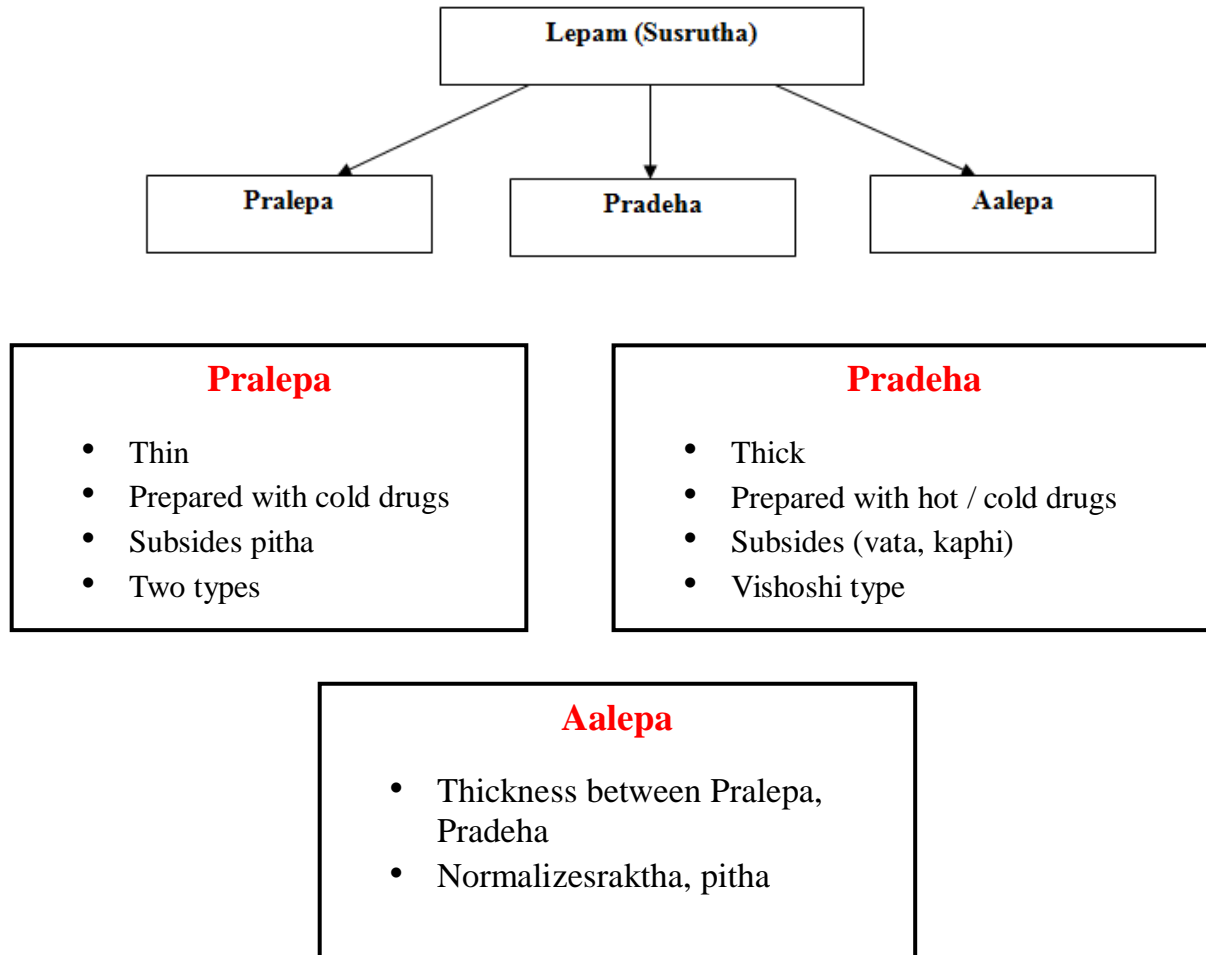 Lepam (Susrutha)
Pralepa
Pradeha
Aalepa
Pralepa
• Thin
• Prepared with cold drugs
• Subsides pitha
• Two types
Pradeha
• Thick
• Prepared with hot / cold drugs
• Subsides (vata, kaphi)
• Vishoshi type
Aalepa
• Thickness between Pralepa,
Pradeha
• Normalizesraktha, pitha